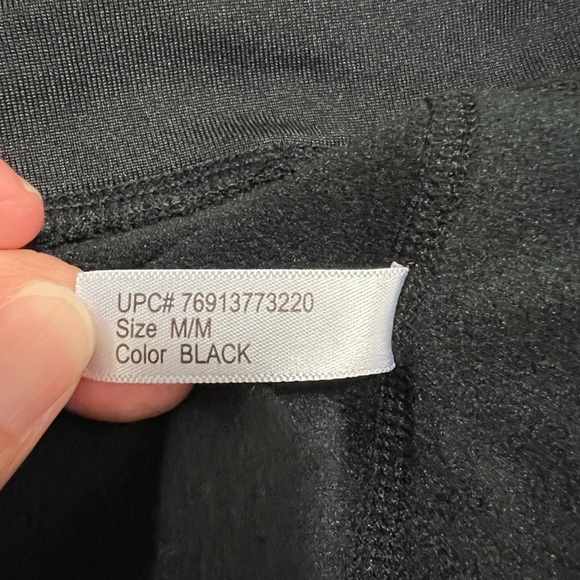 UPC# 76913773220
Size M/M
Color BLACK